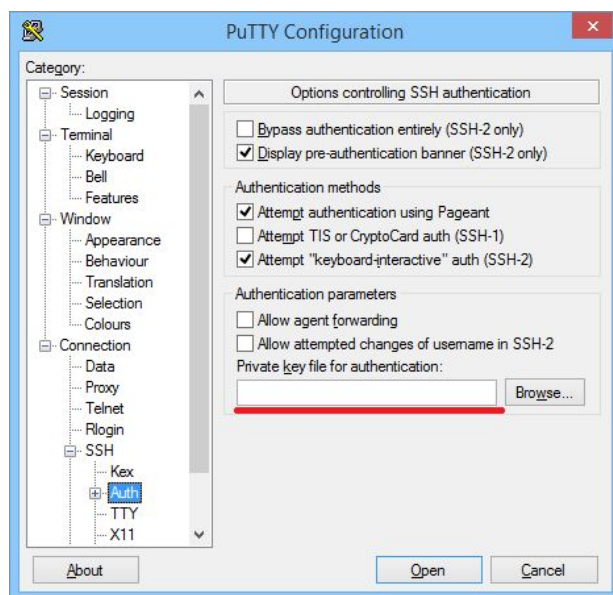 PuTTY Configuration
Category:
Session
Logging
Terminal
Keyboard
Bell
Features
Window
Appearance
Behaviour
Translation
Selection
Colours
Connection
Data
Proxy
Telnet
Rlogin
SSH
Kex
Auth
TTY
X11
Options controlling SSH authentication
Bypass authentication entirely (SSH-2 only)
Display pre-authentication banner (SSH-2 only)
Authentication methods
Attempt authentication using Pageant
Attempt TIS or CryptoCard auth (SSH-1)
Attempt "keyboard-interactive" auth (SSH-2)
Authentication parameters
Allow agent forwarding
Allow attempted changes of username in SSH-2
Private key file for authentication:
Browse...
About
Open
Cancel